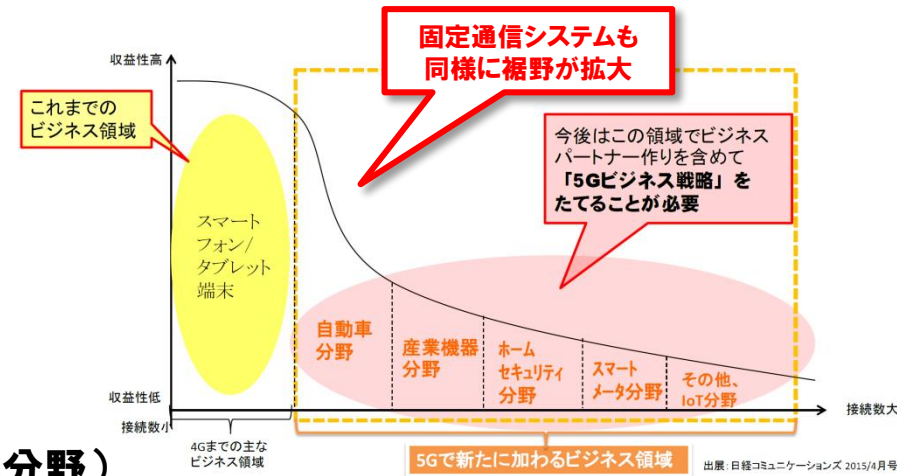 固定通信システムも
同様に裾野が拡大
収益性高
これまでの
ビジネス領域
今後はこの領域でビジネス
パートナー作りを含めて
「5Gビジネス戦略」を
たてることが必要
スマート
フォン/
タブレット
端末
自動車
分野
産業機器
分野
ホーム
セキュリティ
分野
スマート
メータ分野
その他、
IoT分野
収益性低
接続数小
接続数大
4Gまでの主な
ビジネス領域
5Gで新たに加わるビジネス領域
出展:日経コミュニケーションズ 2015/4月号
分野）